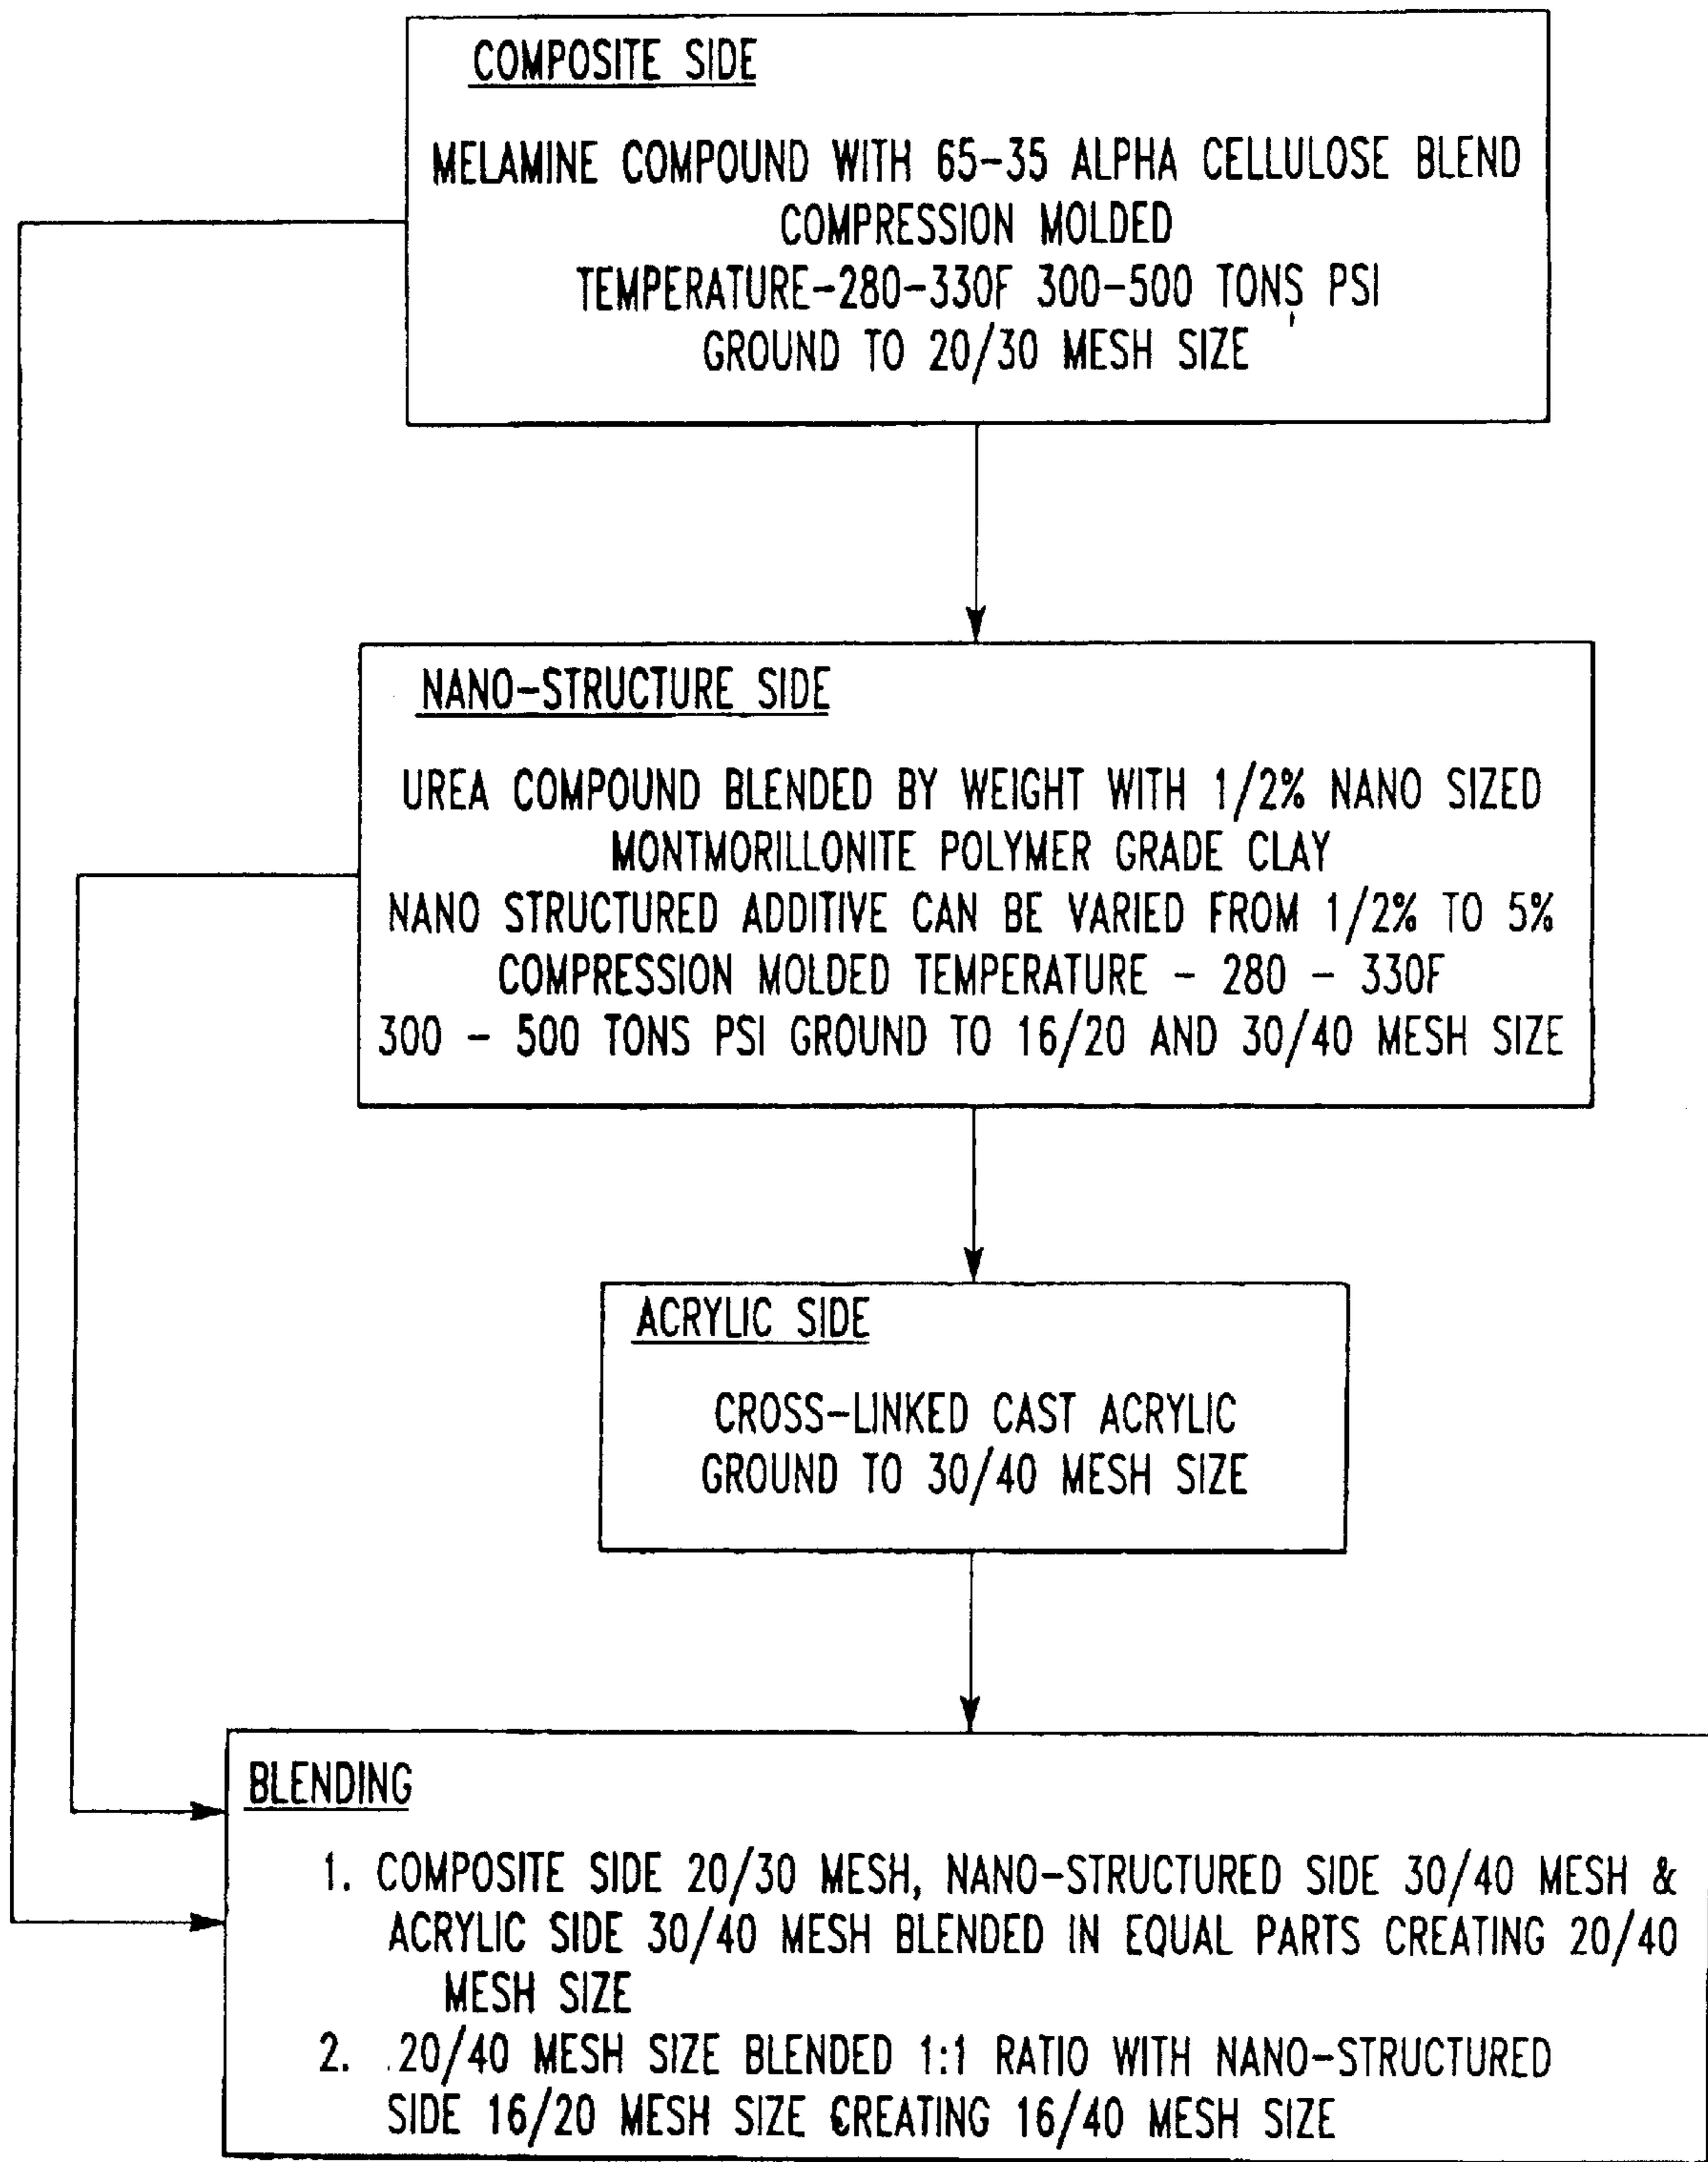 COMPOSITE SIDE
MELAMINE COMPOUND WITH 65-35 ALPHA CELLULOSE BLEND
COMPRESSION MOLDED
TEMPERATURE-280-330F 300-500 TONS PSI
GROUND TO 20/30 MESH SIZE
NANO-STRUCTURE SIDE
UREA COMPOUND BLENDED BY WEIGHT WITH 1/2% NANO SIZED
MONTMORILLONITE POLYMER GRADE CLAY
NANO STRUCTURED ADDITIVE CAN BE VARIED FROM 1/2% TO 5%
COMPRESSION MOLDED TEMPERATURE - 280 - 330F
300 - 500 TONS PSI GROUND TO 16/20 AND 30/40 MESH SIZE
ACRYLIC SIDE
CROSS-LINKED CAST ACRYLIC
GROUND TO 30/40 MESH SIZE
BLENDING
1. COMPOSITE SIDE 20/30 MESH, NANO-STRUCTURED SIDE 30/40 MESH &
ACRYLIC SIDE 30/40 MESH BLENDED IN EQUAL PARTS CREATING 20/40
MESH SIZE
2. 20/40 MESH SIZE BLENDED 1:1 RATIO WITH NANO-STRUCTURED
SIDE 16/20 MESH SIZE CREATING 16/40 MESH SIZE